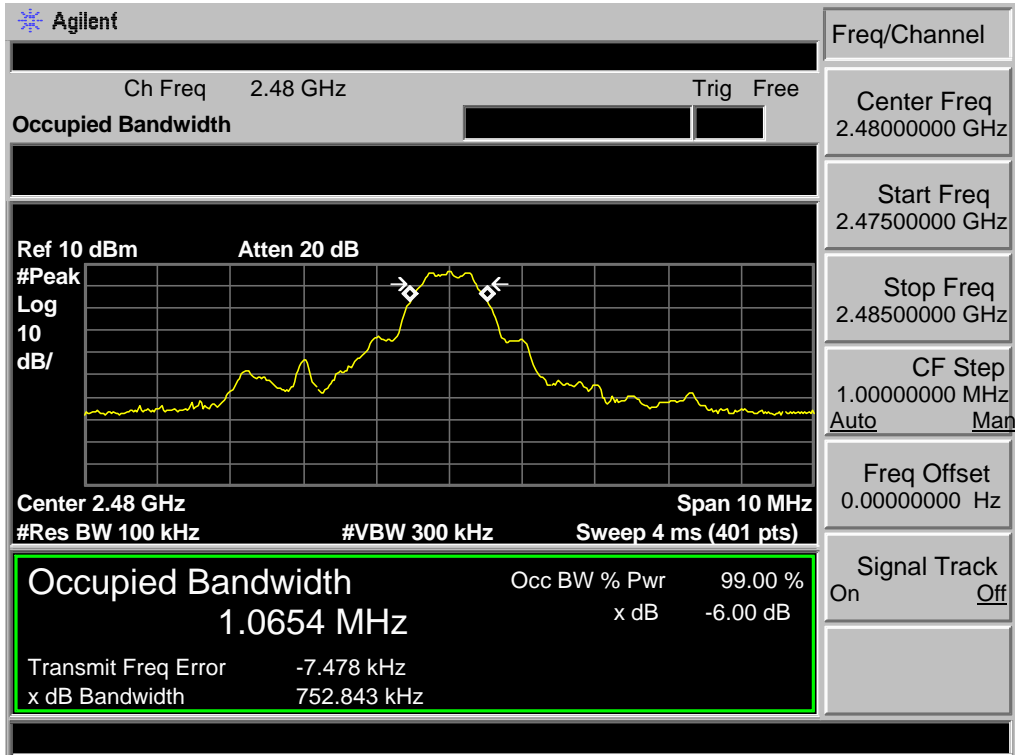 Agilent
Ch Freq 2.48 GHz Trig Free
Occupied Bandwidth
Ref 10 dBm Atten 20 dB
#Peak
Log
10
dB/
Center 2.48 GHz Span 10 MHz
#Res BW 100 kHz #VBW 300 kHz Sweep 4 ms (401 pts)
Occupied Bandwidth
1.0654 MHz
Occ BW % Pwr 99.00 %
x dB -6.00 dB
Transmit Freq Error -7.478 kHz
x dB Bandwidth 752.843 kHz
Freq/Channel
Center Freq
2.48000000 GHz
Start Freq
2.47500000 GHz
Stop Freq
2.48500000 GHz
CF Step
1.00000000 MHz
Auto Man
Freq Offset
0.00000000 Hz
Signal Track
On Off